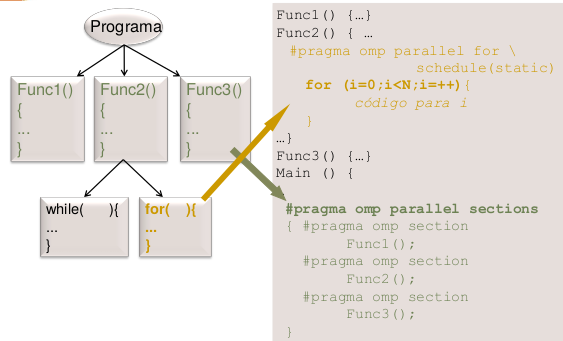 Programa
Func1()
{
...
}
Func2()
{
...
}
Func3()
{
...
}
while( ){
...
}
for( ){
...
}
Func1() {…}
Func2() { …
#pragma omp parallel for \
schedule(static)
for (i=0;i<N;i=++){
código para i
}
…}
Func3() {…}
Main () {
#pragma omp parallel sections
{ #pragma omp section
Func1();
#pragma omp section
Func2();
#pragma omp section
Func3();
}